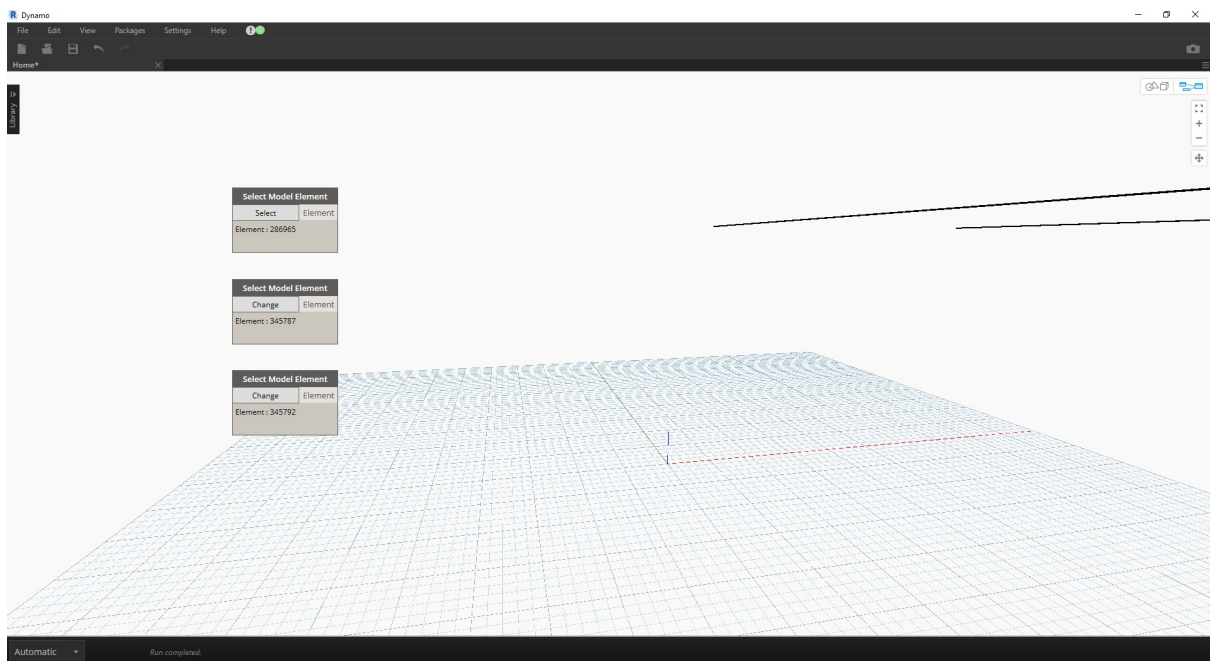 R Dynamo
File Edit View Packages Settings Help !
Home*
Library
Select Model Element
Select Element
Element : 286965
Select Model Element
Change Element
Element : 345787
Select Model Element
Change Element
Element : 345792
Automatic Run completed.